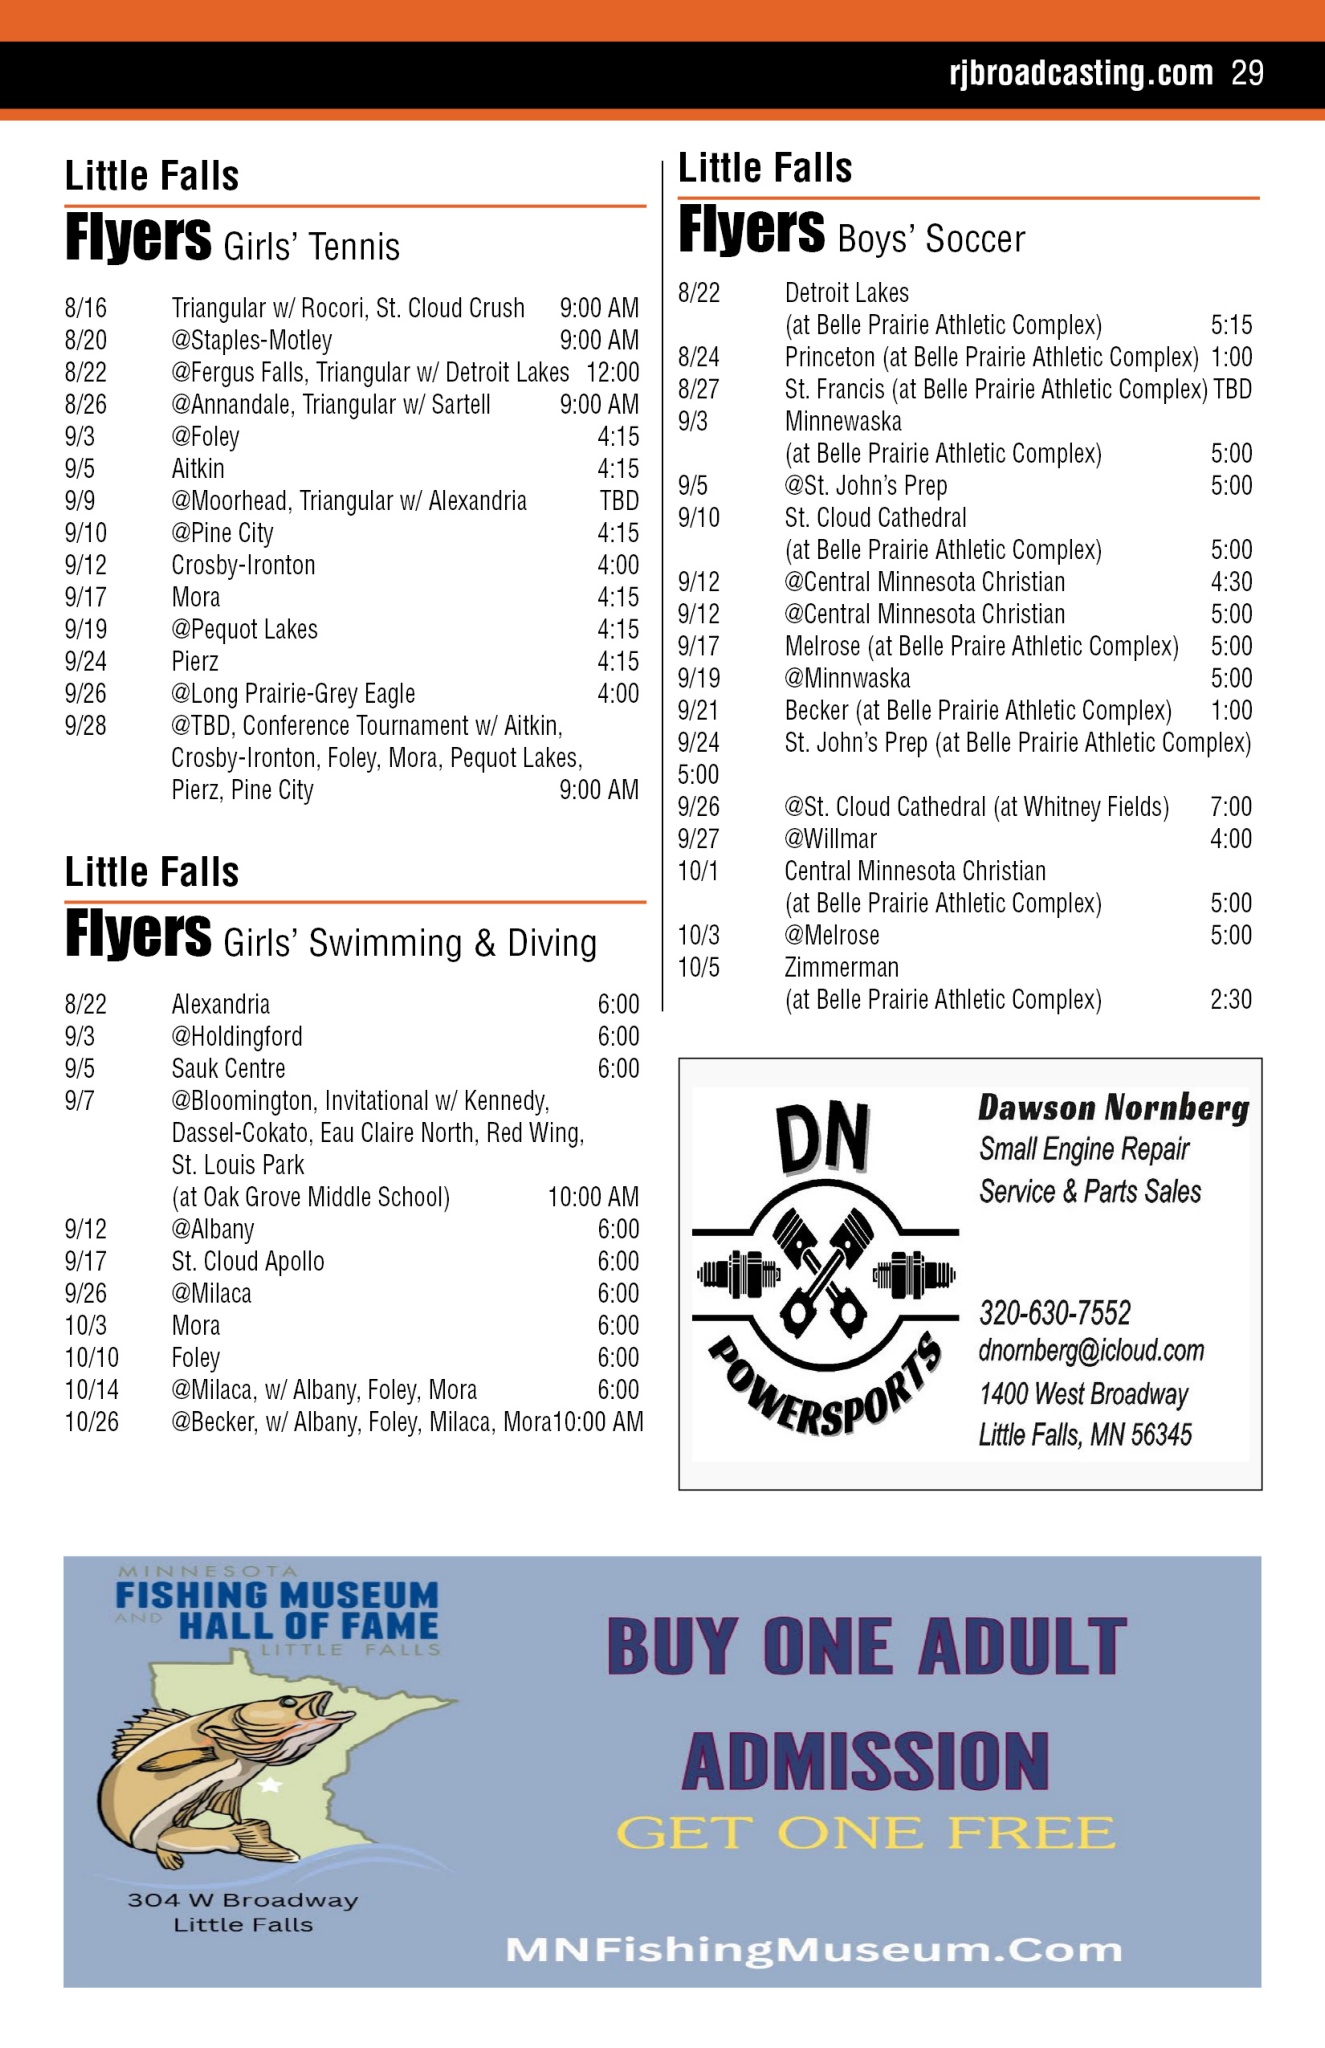 rjbroadcasting.com 29
Little Falls
Flyers Girls’ Tennis
8/16 Triangular w/ Rocori, St. Cloud Crush 9:00 AM
8/20 @Staples-Motley 9:00 AM
8/22 @Fergus Falls, Triangular w/ Detroit Lakes 12:00
8/26 @Annandale, Triangular w/ Sartell 9:00 AM
9/3 @Foley 4:15
9/5 Aitkin 4:15
9/9 @Moorhead, Triangular w/ Alexandria TBD
9/10 @Pine City 4:15
9/12 Crosby-Ironton 4:00
9/17 Mora 4:15
9/19 @Pequot Lakes 4:15
9/24 Pierz 4:15
9/26 @Long Prairie-Grey Eagle 4:00
9/28 @TBD, Conference Tournament w/ Aitkin,
Crosby-Ironton, Foley, Mora, Pequot Lakes,
Pierz, Pine City 9:00 AM
Little Falls
Flyers Girls’ Swimming & Diving
8/22 Alexandria 6:00
9/3 @Holdingford 6:00
9/5 Sauk Centre 6:00
9/7 @Bloomington, Invitational w/ Kennedy,
Dassel-Cokato, Eau Claire North, Red Wing,
St. Louis Park
(at Oak Grove Middle School) 10:00 AM
9/12 @Albany 6:00
9/17 St. Cloud Apollo 6:00
9/26 @Milaca 6:00
10/3 Mora 6:00
10/10 Foley 6:00
10/14 @Milaca, w/ Albany, Foley, Mora 6:00
10/26 @Becker, w/ Albany, Foley, Milaca, Mora10:00 AM
Little Falls
Flyers Boys’ Soccer
8/22 Detroit Lakes
(at Belle Prairie Athletic Complex) 5:15
8/24 Princeton (at Belle Prairie Athletic Complex) 1:00
8/27 St. Francis (at Belle Prairie Athletic Complex) TBD
9/3 Minnewaska
(at Belle Prairie Athletic Complex) 5:00
9/5 @St. John’s Prep 5:00
9/10 St. Cloud Cathedral
(at Belle Prairie Athletic Complex) 5:00
9/12 @Central Minnesota Christian 4:30
9/12 @Central Minnesota Christian 5:00
9/17 Melrose (at Belle Praire Athletic Complex) 5:00
9/19 @Minnwaska 5:00
9/21 Becker (at Belle Prairie Athletic Complex) 1:00
9/24 St. John’s Prep (at Belle Prairie Athletic Complex)
5:00
9/26 @St. Cloud Cathedral (at Whitney Fields) 7:00
9/27 @Willmar 4:00
10/1 Central Minnesota Christian
(at Belle Prairie Athletic Complex) 5:00
10/3 @Melrose 5:00
10/5 Zimmerman
(at Belle Prairie Athletic Complex) 2:30
DN
POWERSPORTS
Dawson Nornberg
Small Engine Repair
Service & Parts Sales
320-630-7552
dnornberg@icloud.com
1400 West Broadway
Little Falls, MN 56345
MINNESOTA
FISHING MUSEUM
AND HALL OF FAME
LITTLE FALLS
304 W Broadway
Little Falls
BUY ONE ADULT
ADMISSION
GET ONE FREE
MNFishingMuseum.Com